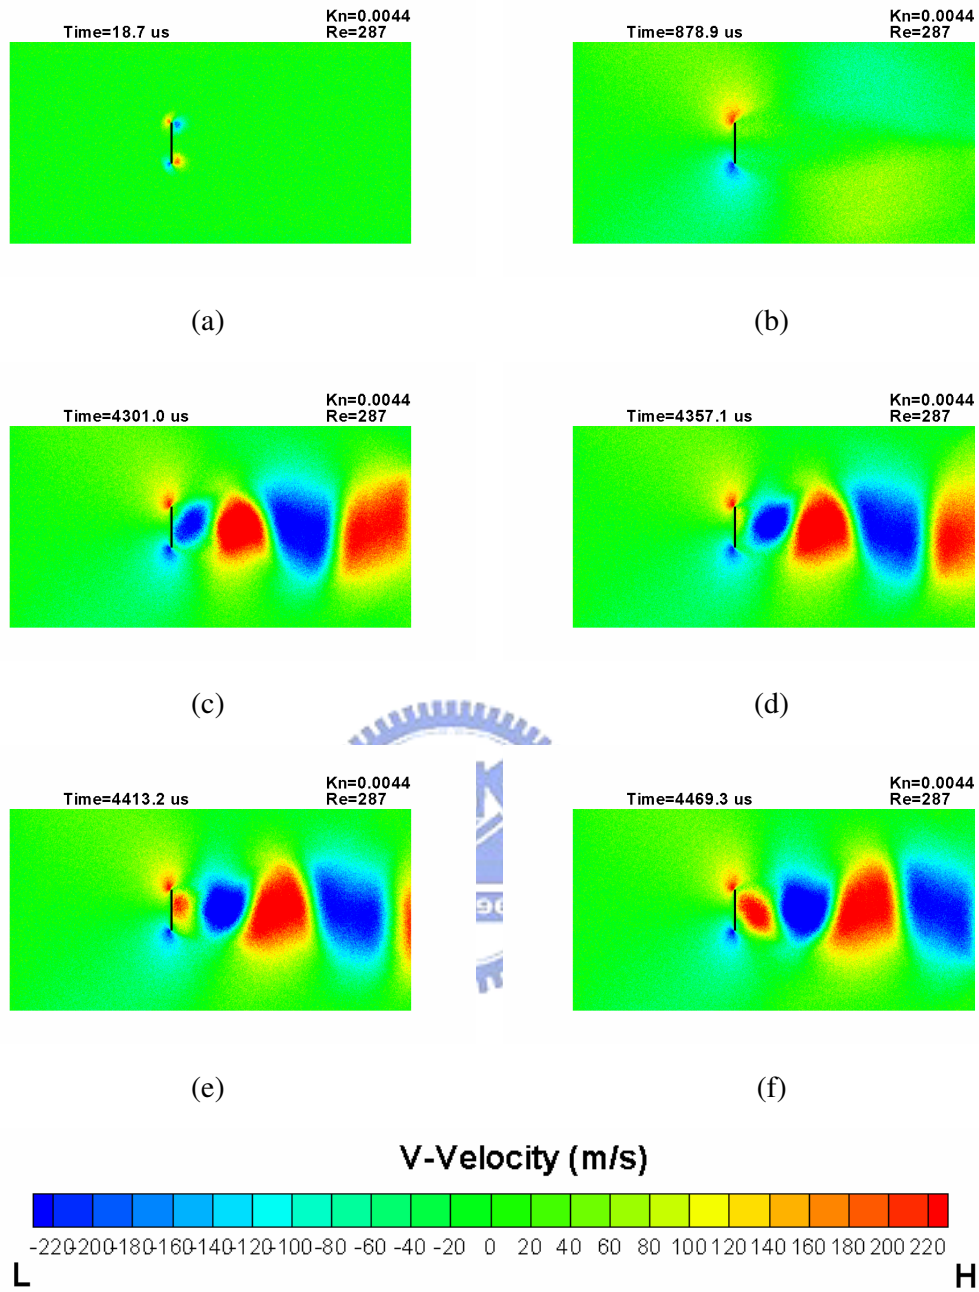 Time=18.7 us
Kn=0.0044
Re=287
Time=878.9 us
Kn=0.0044
Re=287
(a)
(b)
Time=4301.0 us
Kn=0.0044
Re=287
Time=4357.1 us
Kn=0.0044
Re=287
(c)
(d)
Time=4413.2 us
Kn=0.0044
Re=287
Time=4469.3 us
Kn=0.0044
Re=287
(e)
(f)
V-Velocity (m/s)
-220 -200 -180 -160 -140 -120 -100 -80 -60 -40 -20 0 20 40 60 80 100 120 140 160 180 200 220
L H